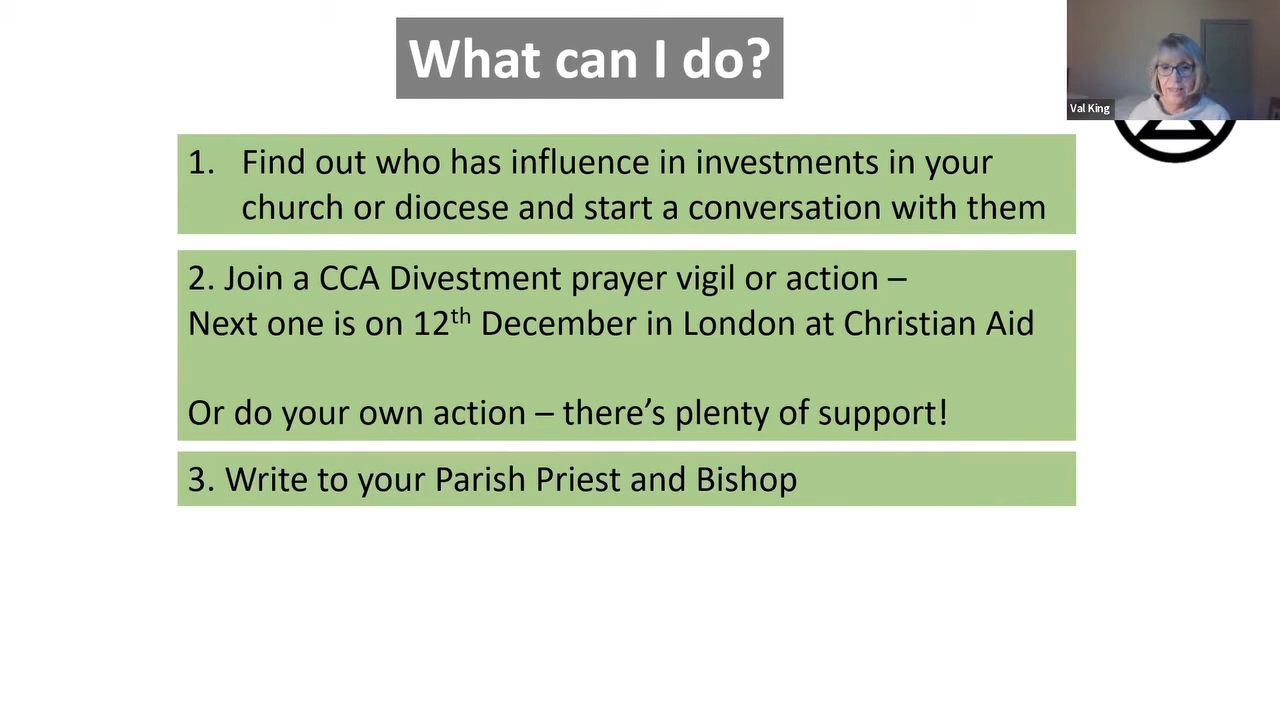 What can I do?
Val King
1. Find out who has influence in investments in your
church or diocese and start a conversation with them
2. Join a CCA Divestment prayer vigil or action –
Next one is on 12th December in London at Christian Aid
Or do your own action – there’s plenty of support!
3. Write to your Parish Priest and Bishop